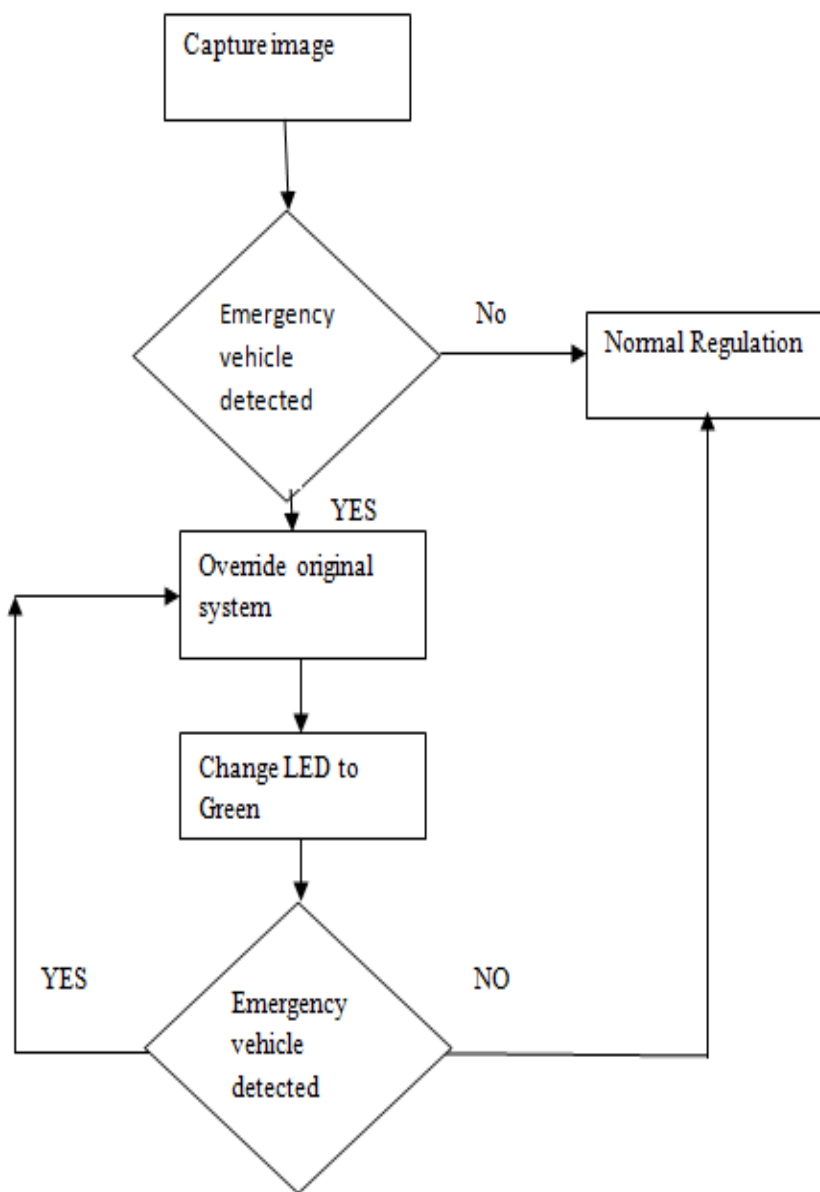 Capture image
Emergency
vehicle
detected
No
Normal Regulation
YES
Override original
system
Change LED to
Green
YES
NO
Emergency
vehicle
detected